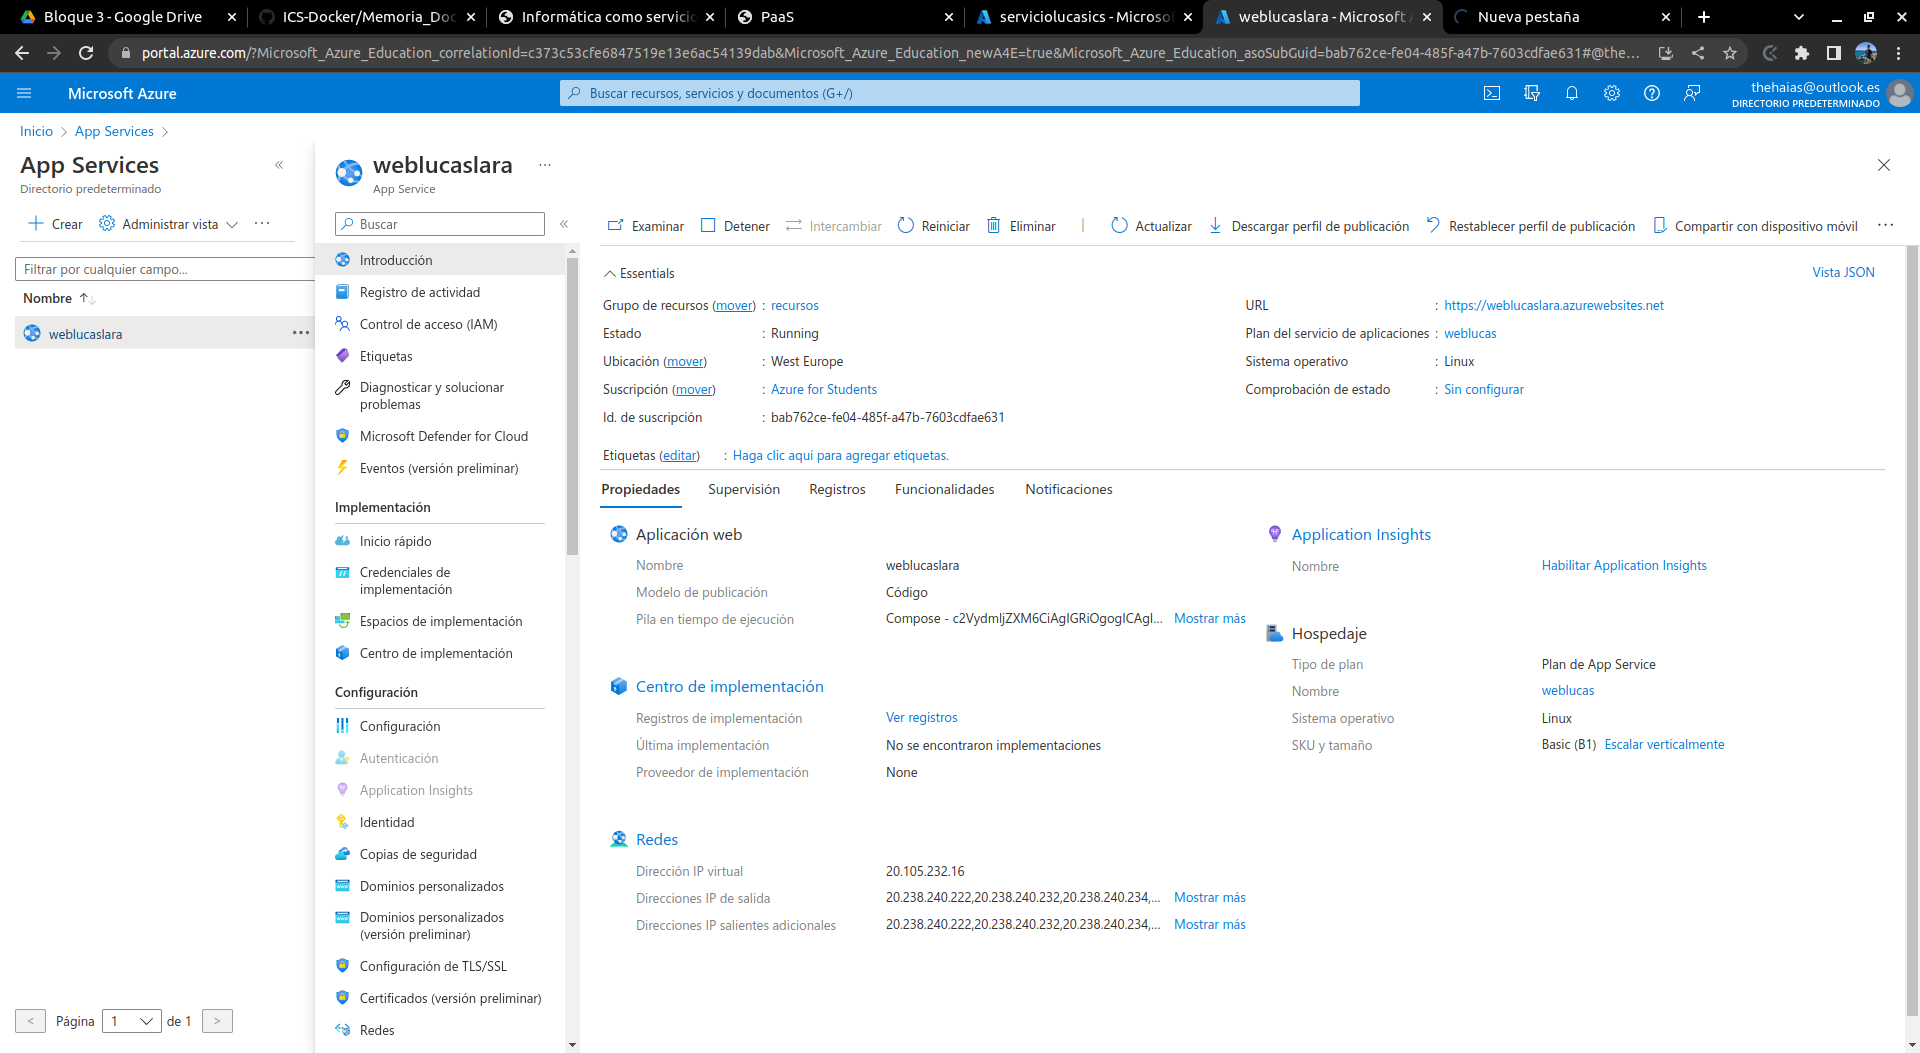 Bloque 3 - Google Drive
ICS-Docker/Memoria_Doc
Informática como servicio
PaaS
serviciolucasics - Microsof
weblucaslara - Microsoft A
Nueva pestaña
portal.azure.com/?Microsoft_Azure_Education_correlationId=c373c53cfe6847519e13e6ac54139dab&Microsoft_Azure_Education_newA4E=true&Microsoft_Azure_Education_asoSubGuid=bab762ce-fe04-485f-a47b-7603cdfae631#@the...
Microsoft Azure
Buscar recursos, servicios y documentos (G+/)
thehaias@outlook.es
DIRECTORIO PREDETERMINADO
Inicio > App Services >
App Services
Directorio predeterminado
Crear
Administrar vista
Filtrar por cualquier campo...
Nombre
weblucaslara
Página 1 de 1
weblucaslara
App Service
Buscar
Introducción
Registro de actividad
Control de acceso (IAM)
Etiquetas
Diagnosticar y solucionar
problemas
Microsoft Defender for Cloud
Eventos (versión preliminar)
Implementación
Inicio rápido
Credenciales de
implementación
Espacios de implementación
Centro de implementación
Configuración
Configuración
Autenticación
Application Insights
Identidad
Copias de seguridad
Dominios personalizados
Dominios personalizados
(versión preliminar)
Configuración de TLS/SSL
Certificados (versión preliminar)
Redes
Examinar
Detener
Intercambiar
Reiniciar
Eliminar
Actualizar
Descargar perfil de publicación
Restablecer perfil de publicación
Compartir con dispositivo móvil
Essentials
Vista JSON
Grupo de recursos (mover) : recursos
Estado : Running
Ubicación (mover) : West Europe
Suscripción (mover) : Azure for Students
Id. de suscripción : bab762ce-fe04-485f-a47b-7603cdfae631
URL : https://weblucaslara.azurewebsites.net
Plan del servicio de aplicaciones : weblucas
Sistema operativo : Linux
Comprobación de estado : Sin configurar
Etiquetas (editar) : Haga clic aquí para agregar etiquetas.
Propiedades
Supervisión
Registros
Funcionalidades
Notificaciones
Aplicación web
Nombre weblucaslara
Modelo de publicación Código
Pila en tiempo de ejecución Compose - c2VydmljZXM6CiAgIGRiOgogICAgI... Mostrar más
Centro de implementación
Registros de implementación Ver registros
Última implementación No se encontraron implementaciones
Proveedor de implementación None
Redes
Dirección IP virtual 20.105.232.16
Direcciones IP de salida 20.238.240.222,20.238.240.232,20.238.240.234,... Mostrar más
Direcciones IP salientes adicionales 20.238.240.222,20.238.240.232,20.238.240.234,... Mostrar más
Application Insights
Nombre Habilitar Application Insights
Hospedaje
Tipo de plan Plan de App Service
Nombre weblucas
Sistema operativo Linux
SKU y tamaño Basic (B1) Escalar verticalmente